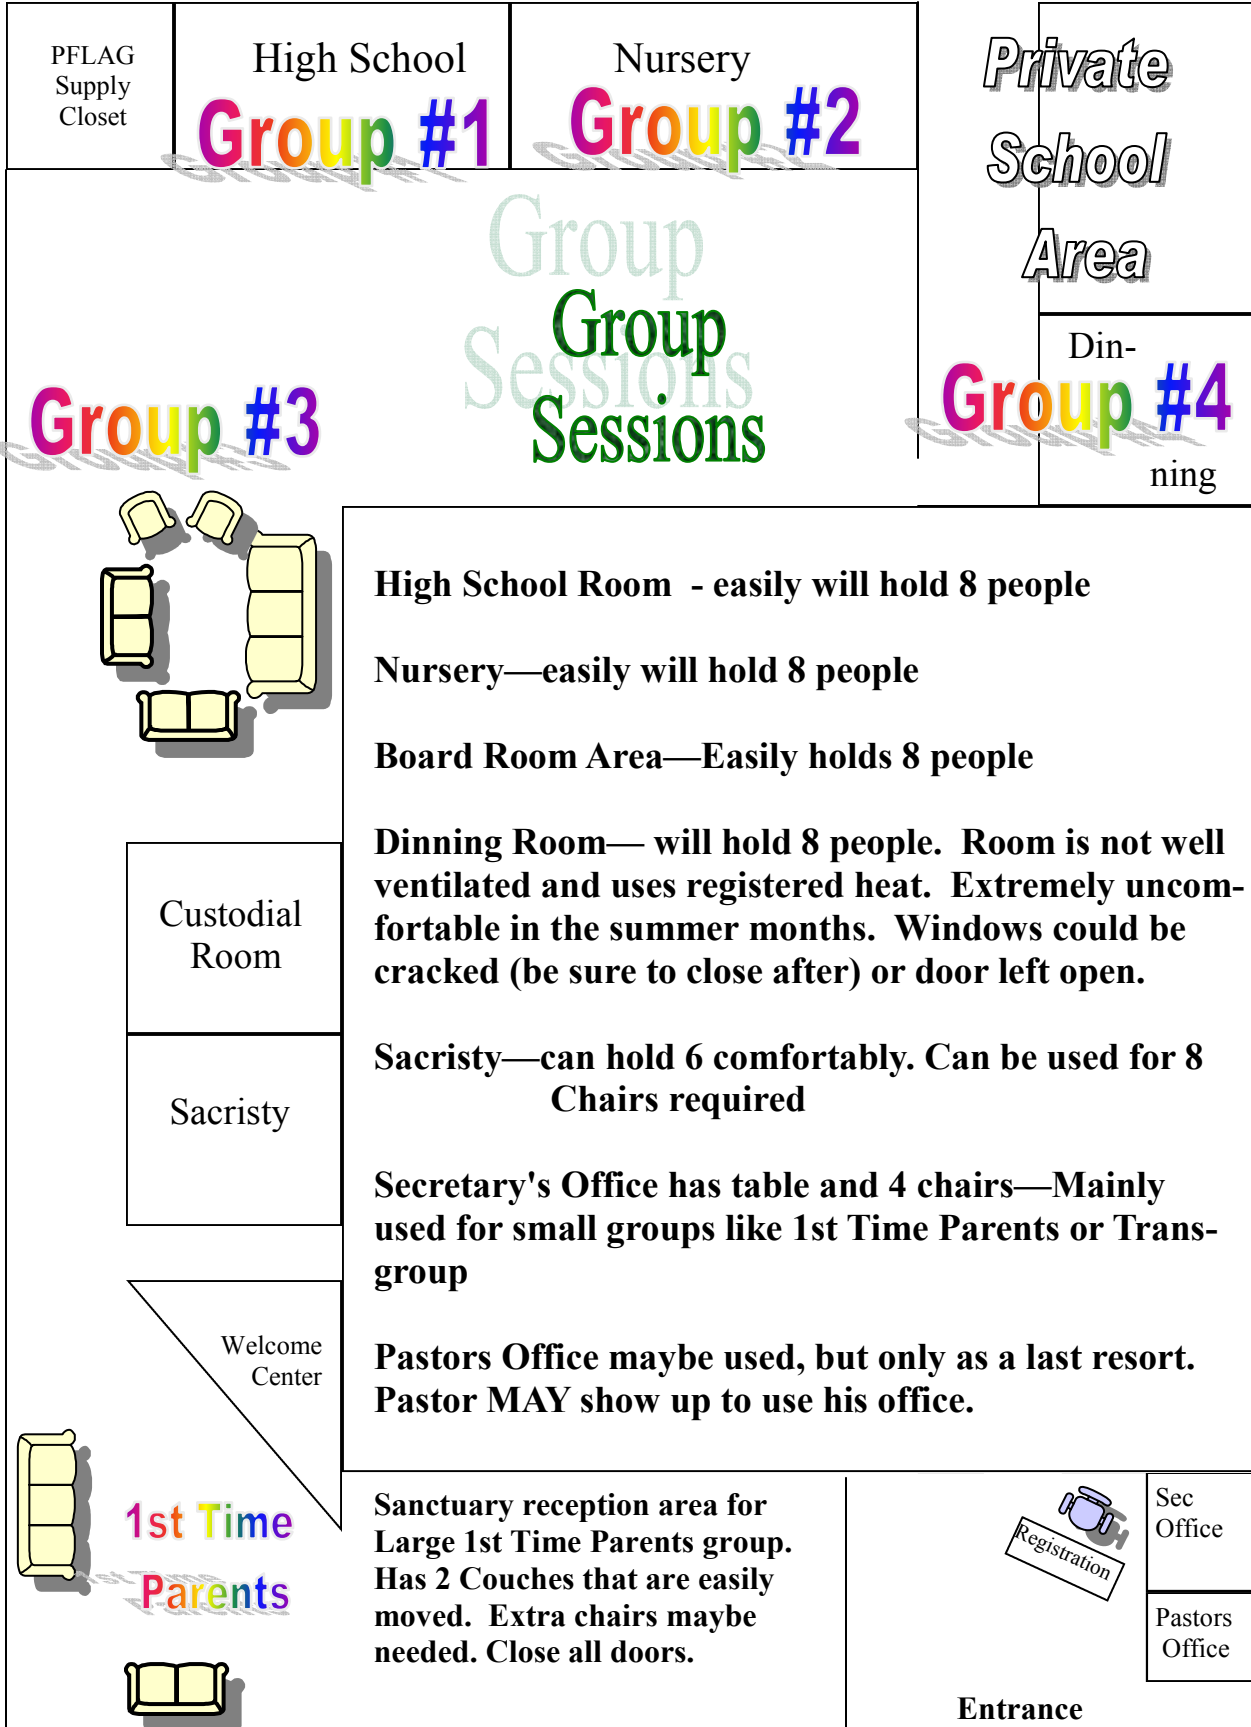 PFLAG
Supply
Closet
High School
Group #1
Nursery
Group #2
Private
School
Area
Group
Sessions
Group
Sessions
Group #3
Din-
Group #4
ning
High School Room  - easily will hold 8 people
Nursery—easily will hold 8 people
Board Room Area—Easily holds 8 people
Dinning Room— will hold 8 people.  Room is not well
ventilated and uses registered heat.  Extremely uncom-
fortable in the summer months.  Windows could be
cracked (be sure to close after) or door left open.
Custodial
Room
Sacristy—can hold 6 comfortably. Can be used for 8
Chairs required
Sacristy
Secretary's Office has table and 4 chairs—Mainly
used for small groups like 1st Time Parents or Trans-
group
Welcome
Center
Pastors Office maybe used, but only as a last resort.
Pastor MAY show up to use his office.
1st Time
Parents
Sanctuary reception area for
Large 1st Time Parents group.
Has 2 Couches that are easily
moved.  Extra chairs maybe
needed. Close all doors.
Registration
Sec
Office
Pastors
Office
Entrance